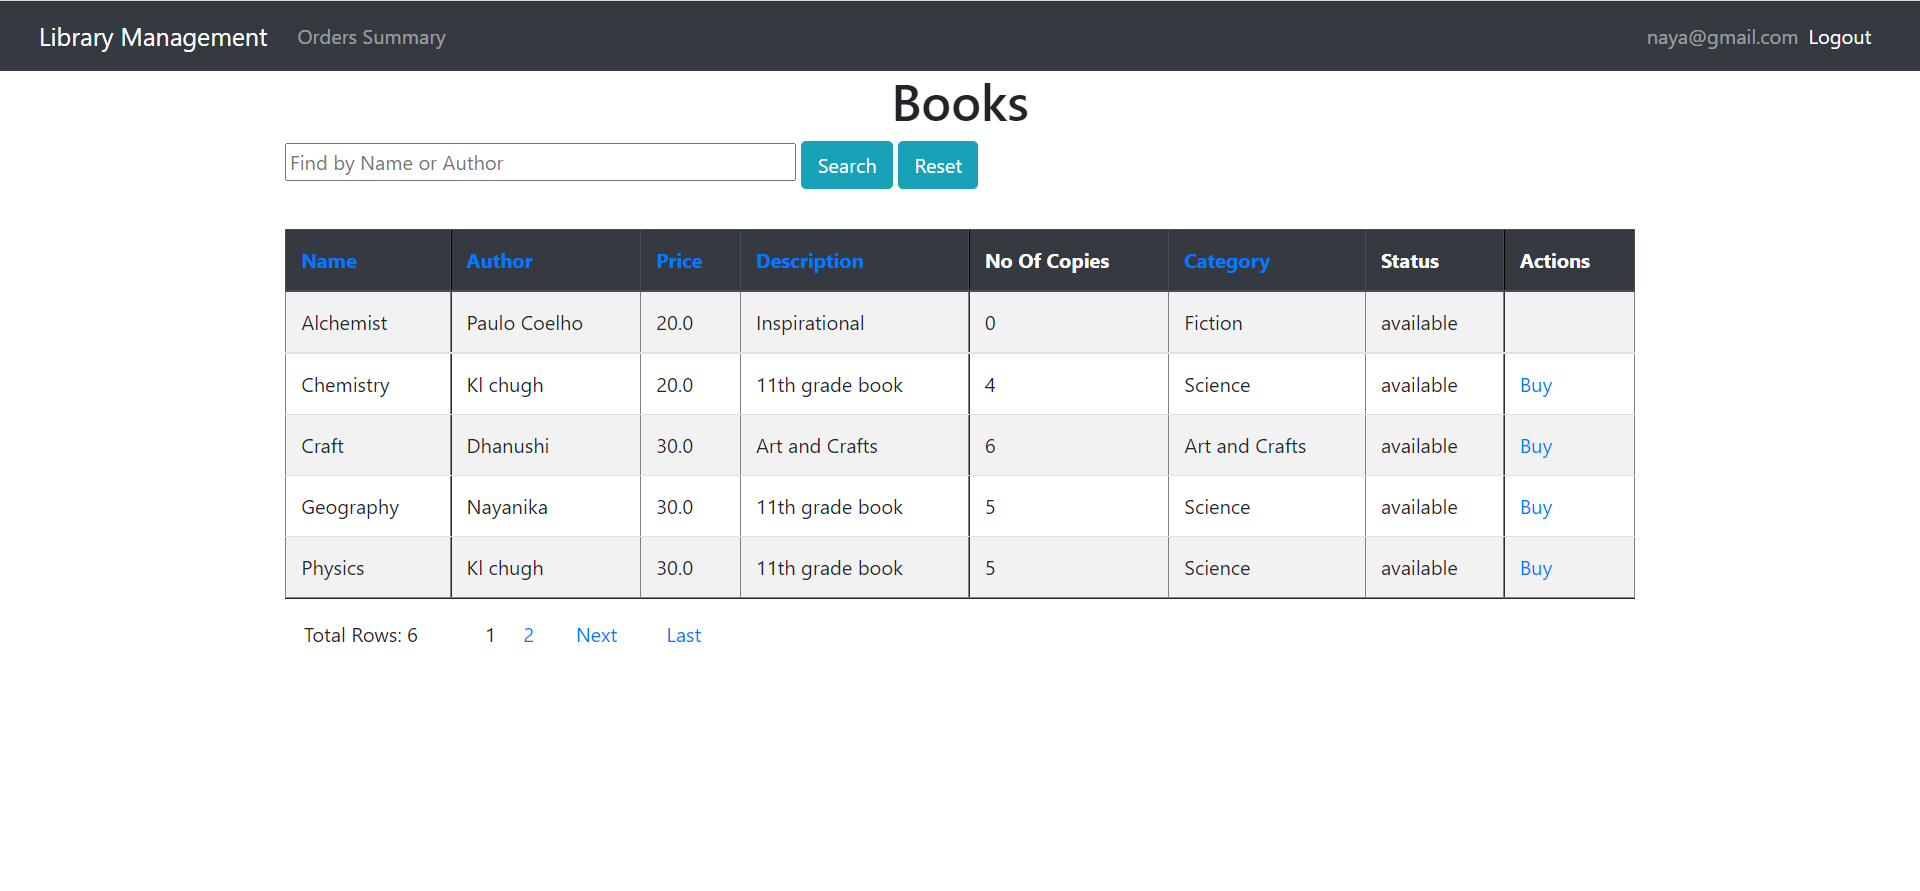 Library Management Orders Summary naya@gmail.com Logout
Books
Find by Name or Author Search Reset
Name Author Price Description No Of Copies Category Status Actions
Alchemist Paulo Coelho 20.0 Inspirational 0 Fiction available
Chemistry Kl chugh 20.0 11th grade book 4 Science available Buy
Craft Dhanushi 30.0 Art and Crafts 6 Art and Crafts available Buy
Geography Nayanika 30.0 11th grade book 5 Science available Buy
Physics Kl chugh 30.0 11th grade book 5 Science available Buy
Total Rows: 6 1 2 Next Last